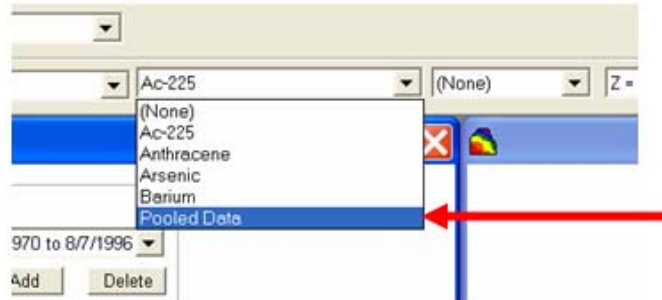 Ac-225 (None) Z =
(None)
Ac-225
Anthracene
Arsenic
Barium
Pooled Data
970 to 8/7/1996
Add Delete